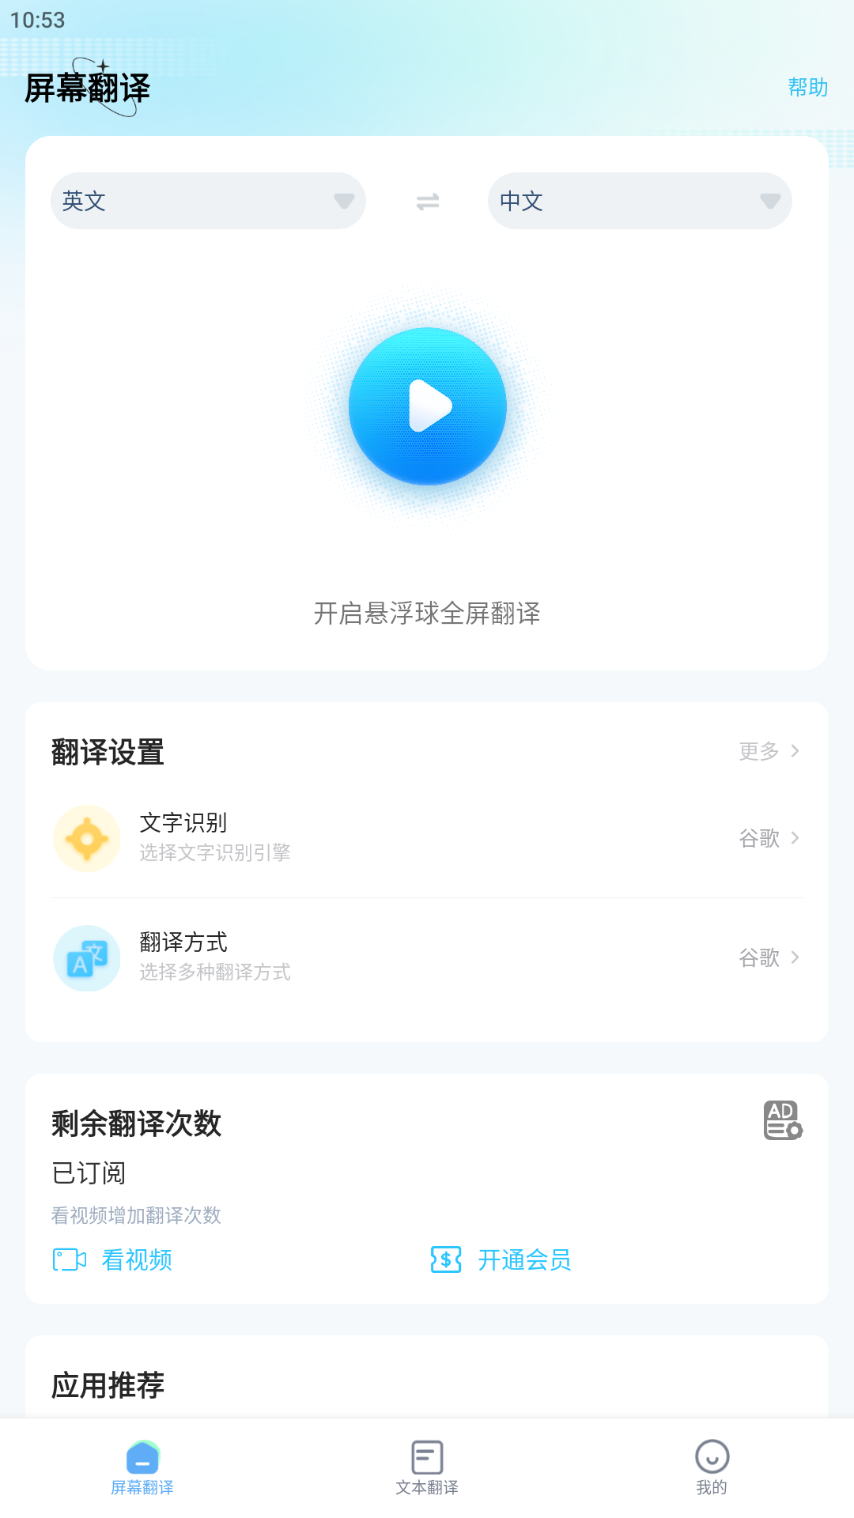 10:53
屏幕翻译
帮助
英文
中文
开启悬浮球全屏翻译
翻译设置
更多
文字识别
选择文字识别引擎
谷歌
翻译方式
选择多种翻译方式
谷歌
剩余翻译次数
AD
已订阅
看视频增加翻译次数
看视频
开通会员
应用推荐
屏幕翻译
文本翻译
我的